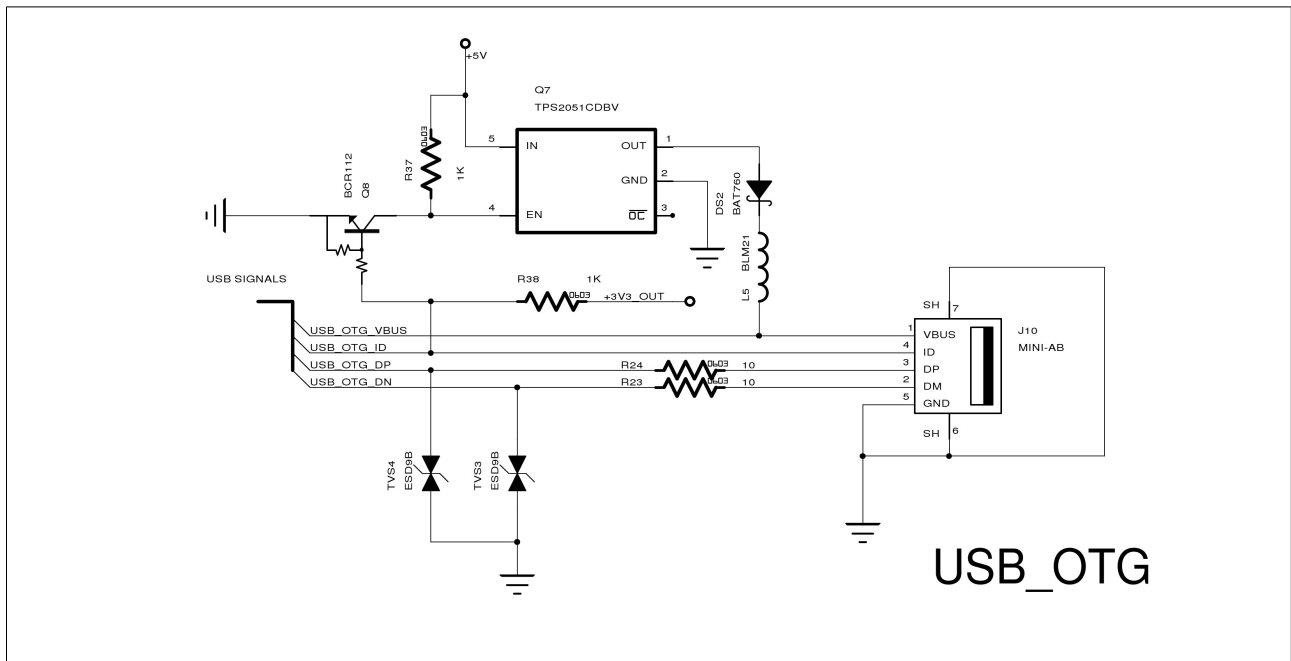 +5V
Q7
TPS2051CDBV
0603
R37
1K
5
IN
OUT
1
GND
2
4
EN
OC
3
BCR112
Q8
DS2
BAT760
L5
BLM21
USB SIGNALS
R38
1K
0603
+3V3_OUT
USB_OTG_VBUS
USB_OTG_ID
USB_OTG_DP
USB_OTG_DN
R24
0603
10
R23
0603
10
SH
7
1
VBUS
4
ID
3
DP
2
DM
5
GND
SH
6
J10
MINI-AB
TVS4
ESD9B
TVS3
ESD9B
USB_OTG